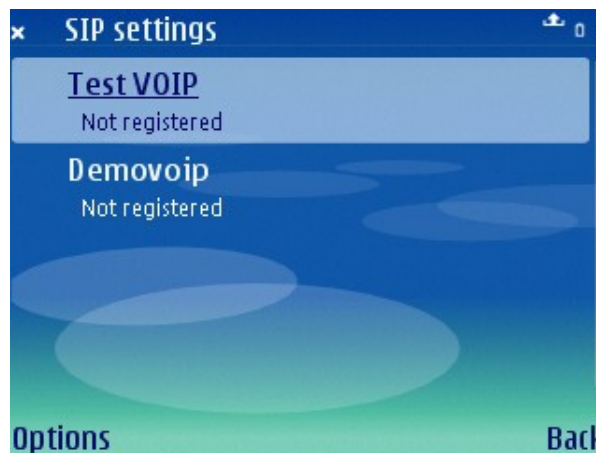 SIP settings
Test VOIP
Not registered
Demovoip
Not registered
Options
Back